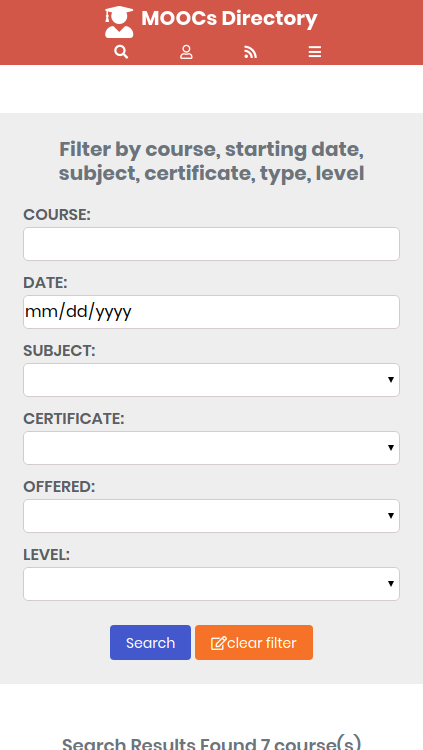 MOOCs Directory
Filter by course, starting date,
subject, certificate, type, level
COURSE:
DATE:
mm/dd/yyyy
SUBJECT:
CERTIFICATE:
OFFERED:
LEVEL:
Search
clear filter
Search Results Found 7 course(s)